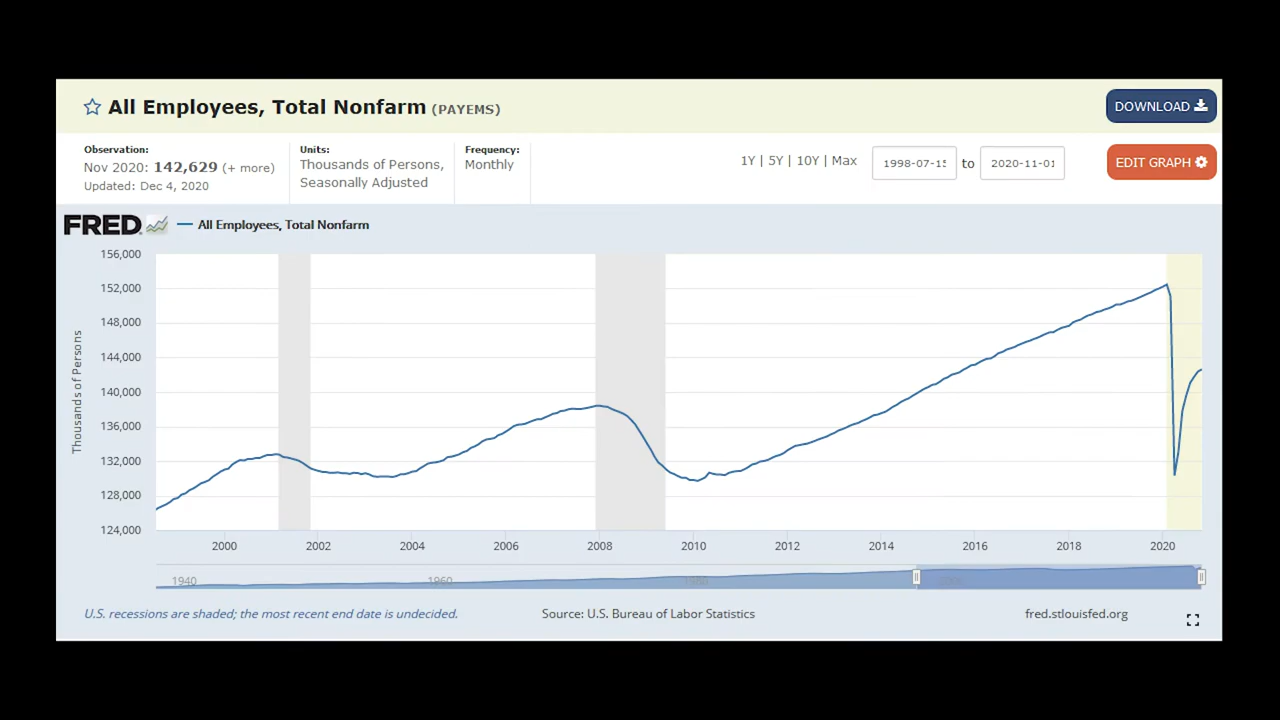 All Employees, Total Nonfarm (PAYEMS)
DOWNLOAD
Observation:
Nov 2020: 142,629 (+ more)
Updated: Dec 4, 2020
Units:
Thousands of Persons,
Seasonally Adjusted
Frequency:
Monthly
1Y | 5Y | 10Y | Max
1998-07-15 to 2020-11-01
EDIT GRAPH
FRED
All Employees, Total Nonfarm
Thousands of Persons
156,000
152,000
148,000
144,000
140,000
136,000
132,000
128,000
124,000
2000 2002 2004 2006 2008 2010 2012 2014 2016 2018 2020
1940 1960 1980
U.S. recessions are shaded; the most recent end date is undecided.
Source: U.S. Bureau of Labor Statistics
fred.stlouisfed.org